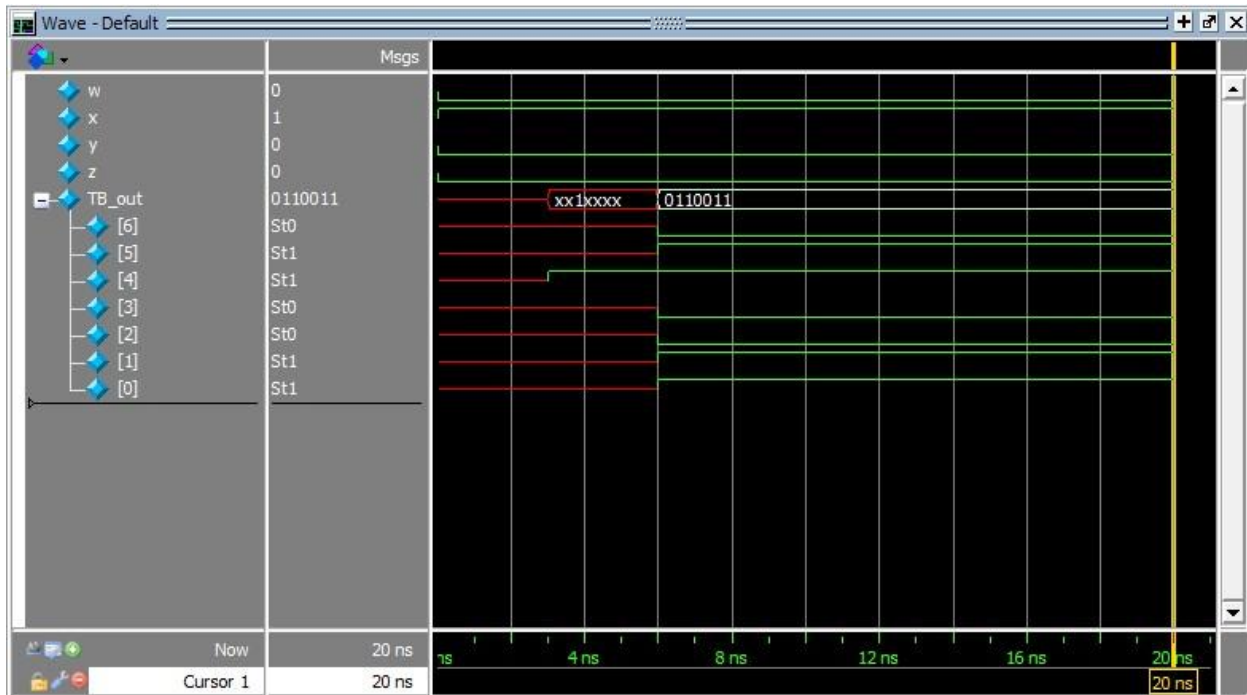 Wave - Default
Msgs
w 0
x 1
y 0
z 0
TB_out 0110011 xx1xxxx 0110011
[6] St0
[5] St1
[4] St1
[3] St0
[2] St0
[1] St1
[0] St1
Now 20 ns ns 4 ns 8 ns 12 ns 16 ns 20 ns
Cursor 1 20 ns 20 ns